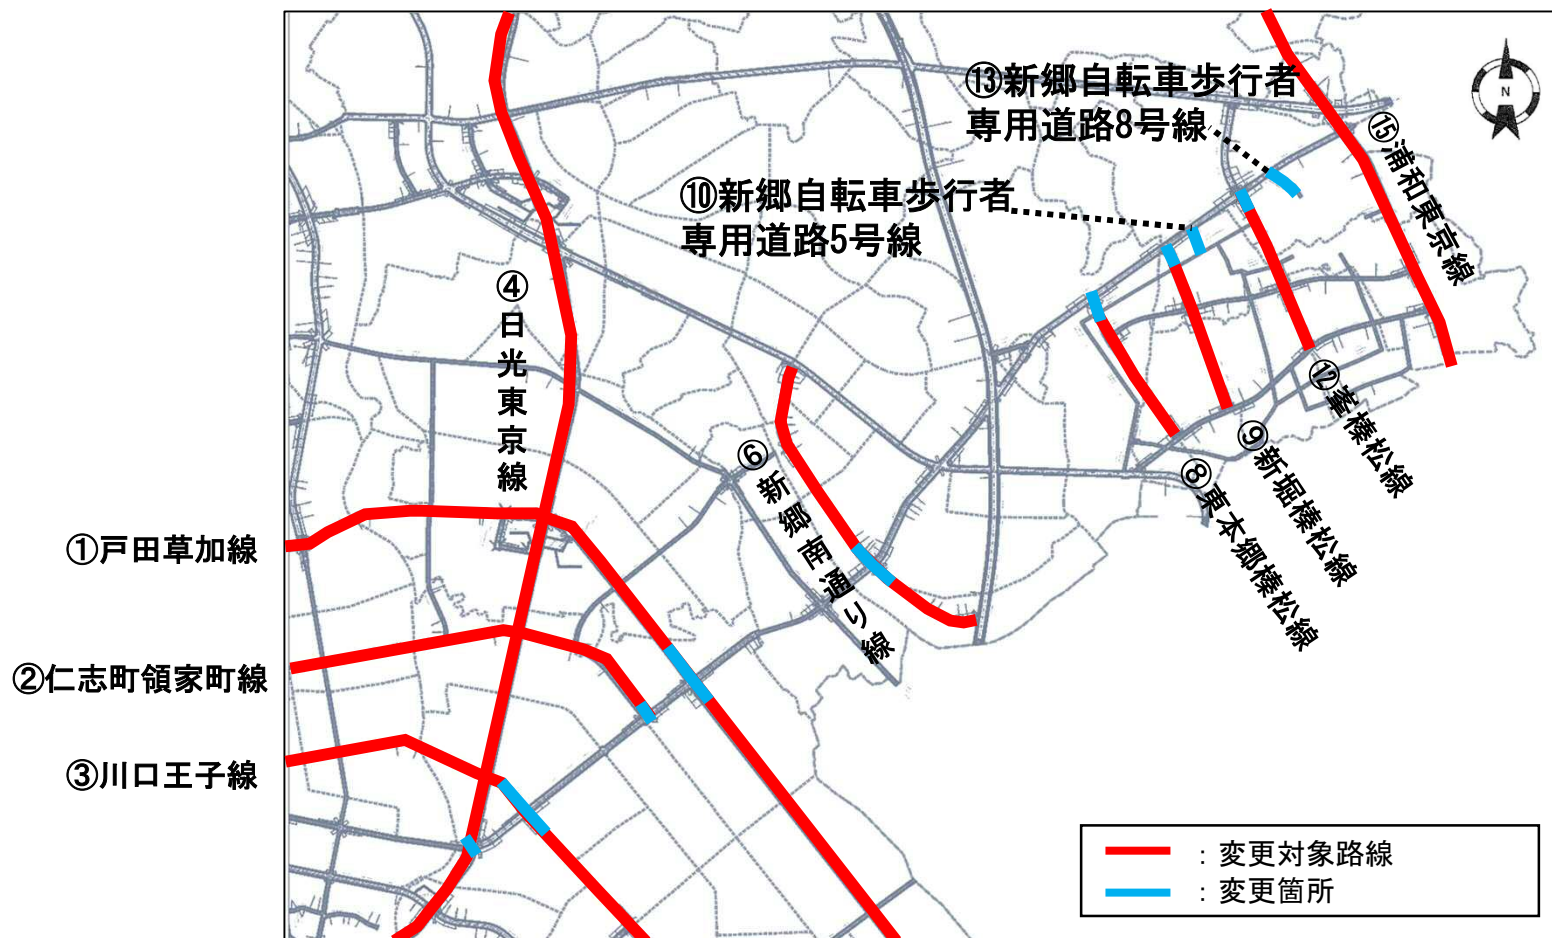 ⑬新郷自転車歩行者
専用道路8号線
N
⑮浦和東京線
⑩新郷自転車歩行者
専用道路5号線
④日光東京線
⑫峯榛松線
⑨新堀榛松線
⑧東本郷榛松線
⑥新郷南通り線
①戸田草加線
②仁志町領家町線
③川口王子線
：変更対象路線
：変更箇所